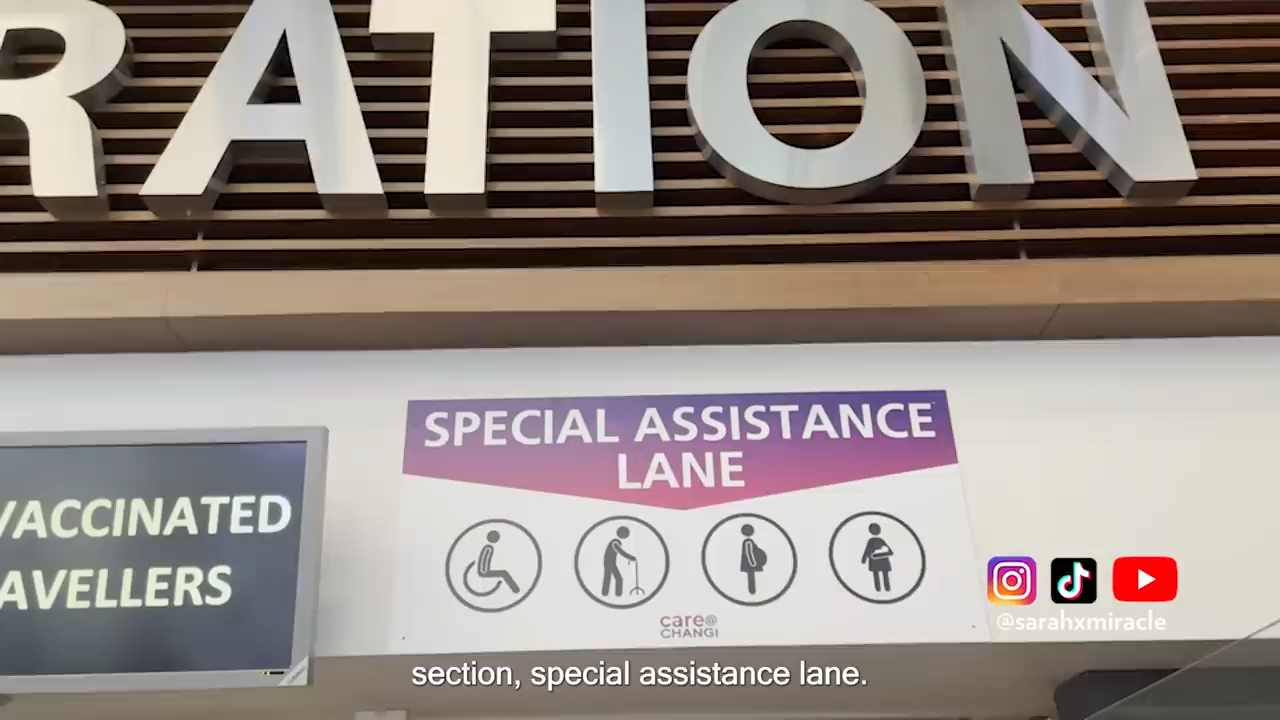 RATION
SPECIAL ASSISTANCE
LANE
VACCINATED
AVELLERS
care@
CHANGI
@sarahxmiracle
section, special assistance lane.